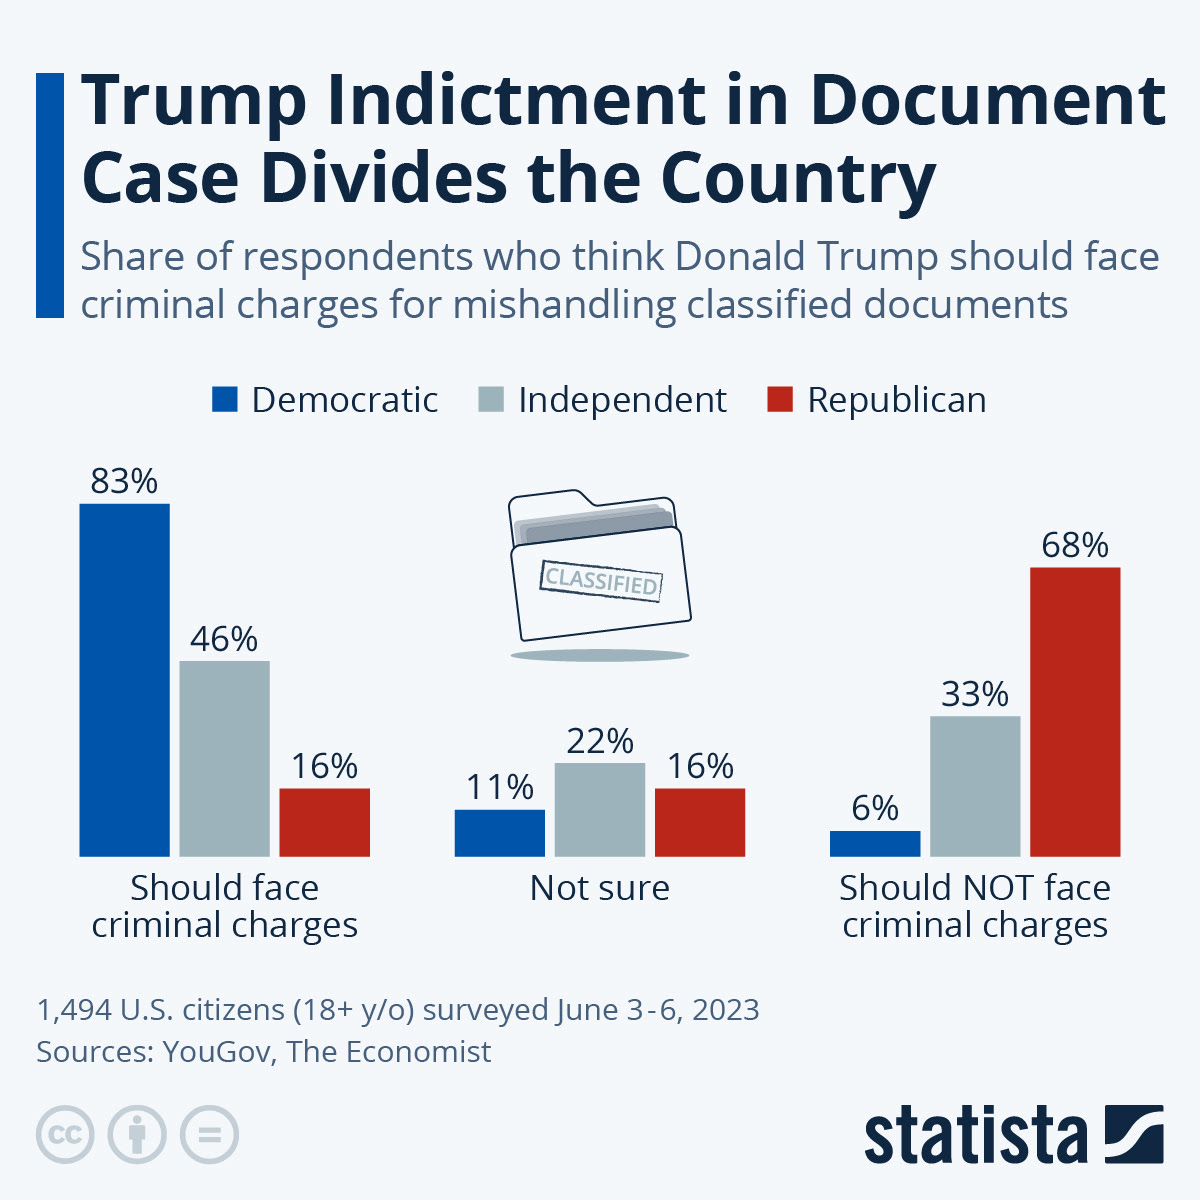 Trump Indictment in Document
Case Divides the Country
Share of respondents who think Donald Trump should face
criminal charges for mishandling classified documents
Democratic Independent Republican
83%
46%
16%
Should face
criminal charges
CLASSIFIED
11%
22%
16%
Not sure
6%
33%
68%
Should NOT face
criminal charges
1,494 U.S. citizens (18+ y/o) surveyed June 3-6, 2023
Sources: YouGov, The Economist
cc
statista